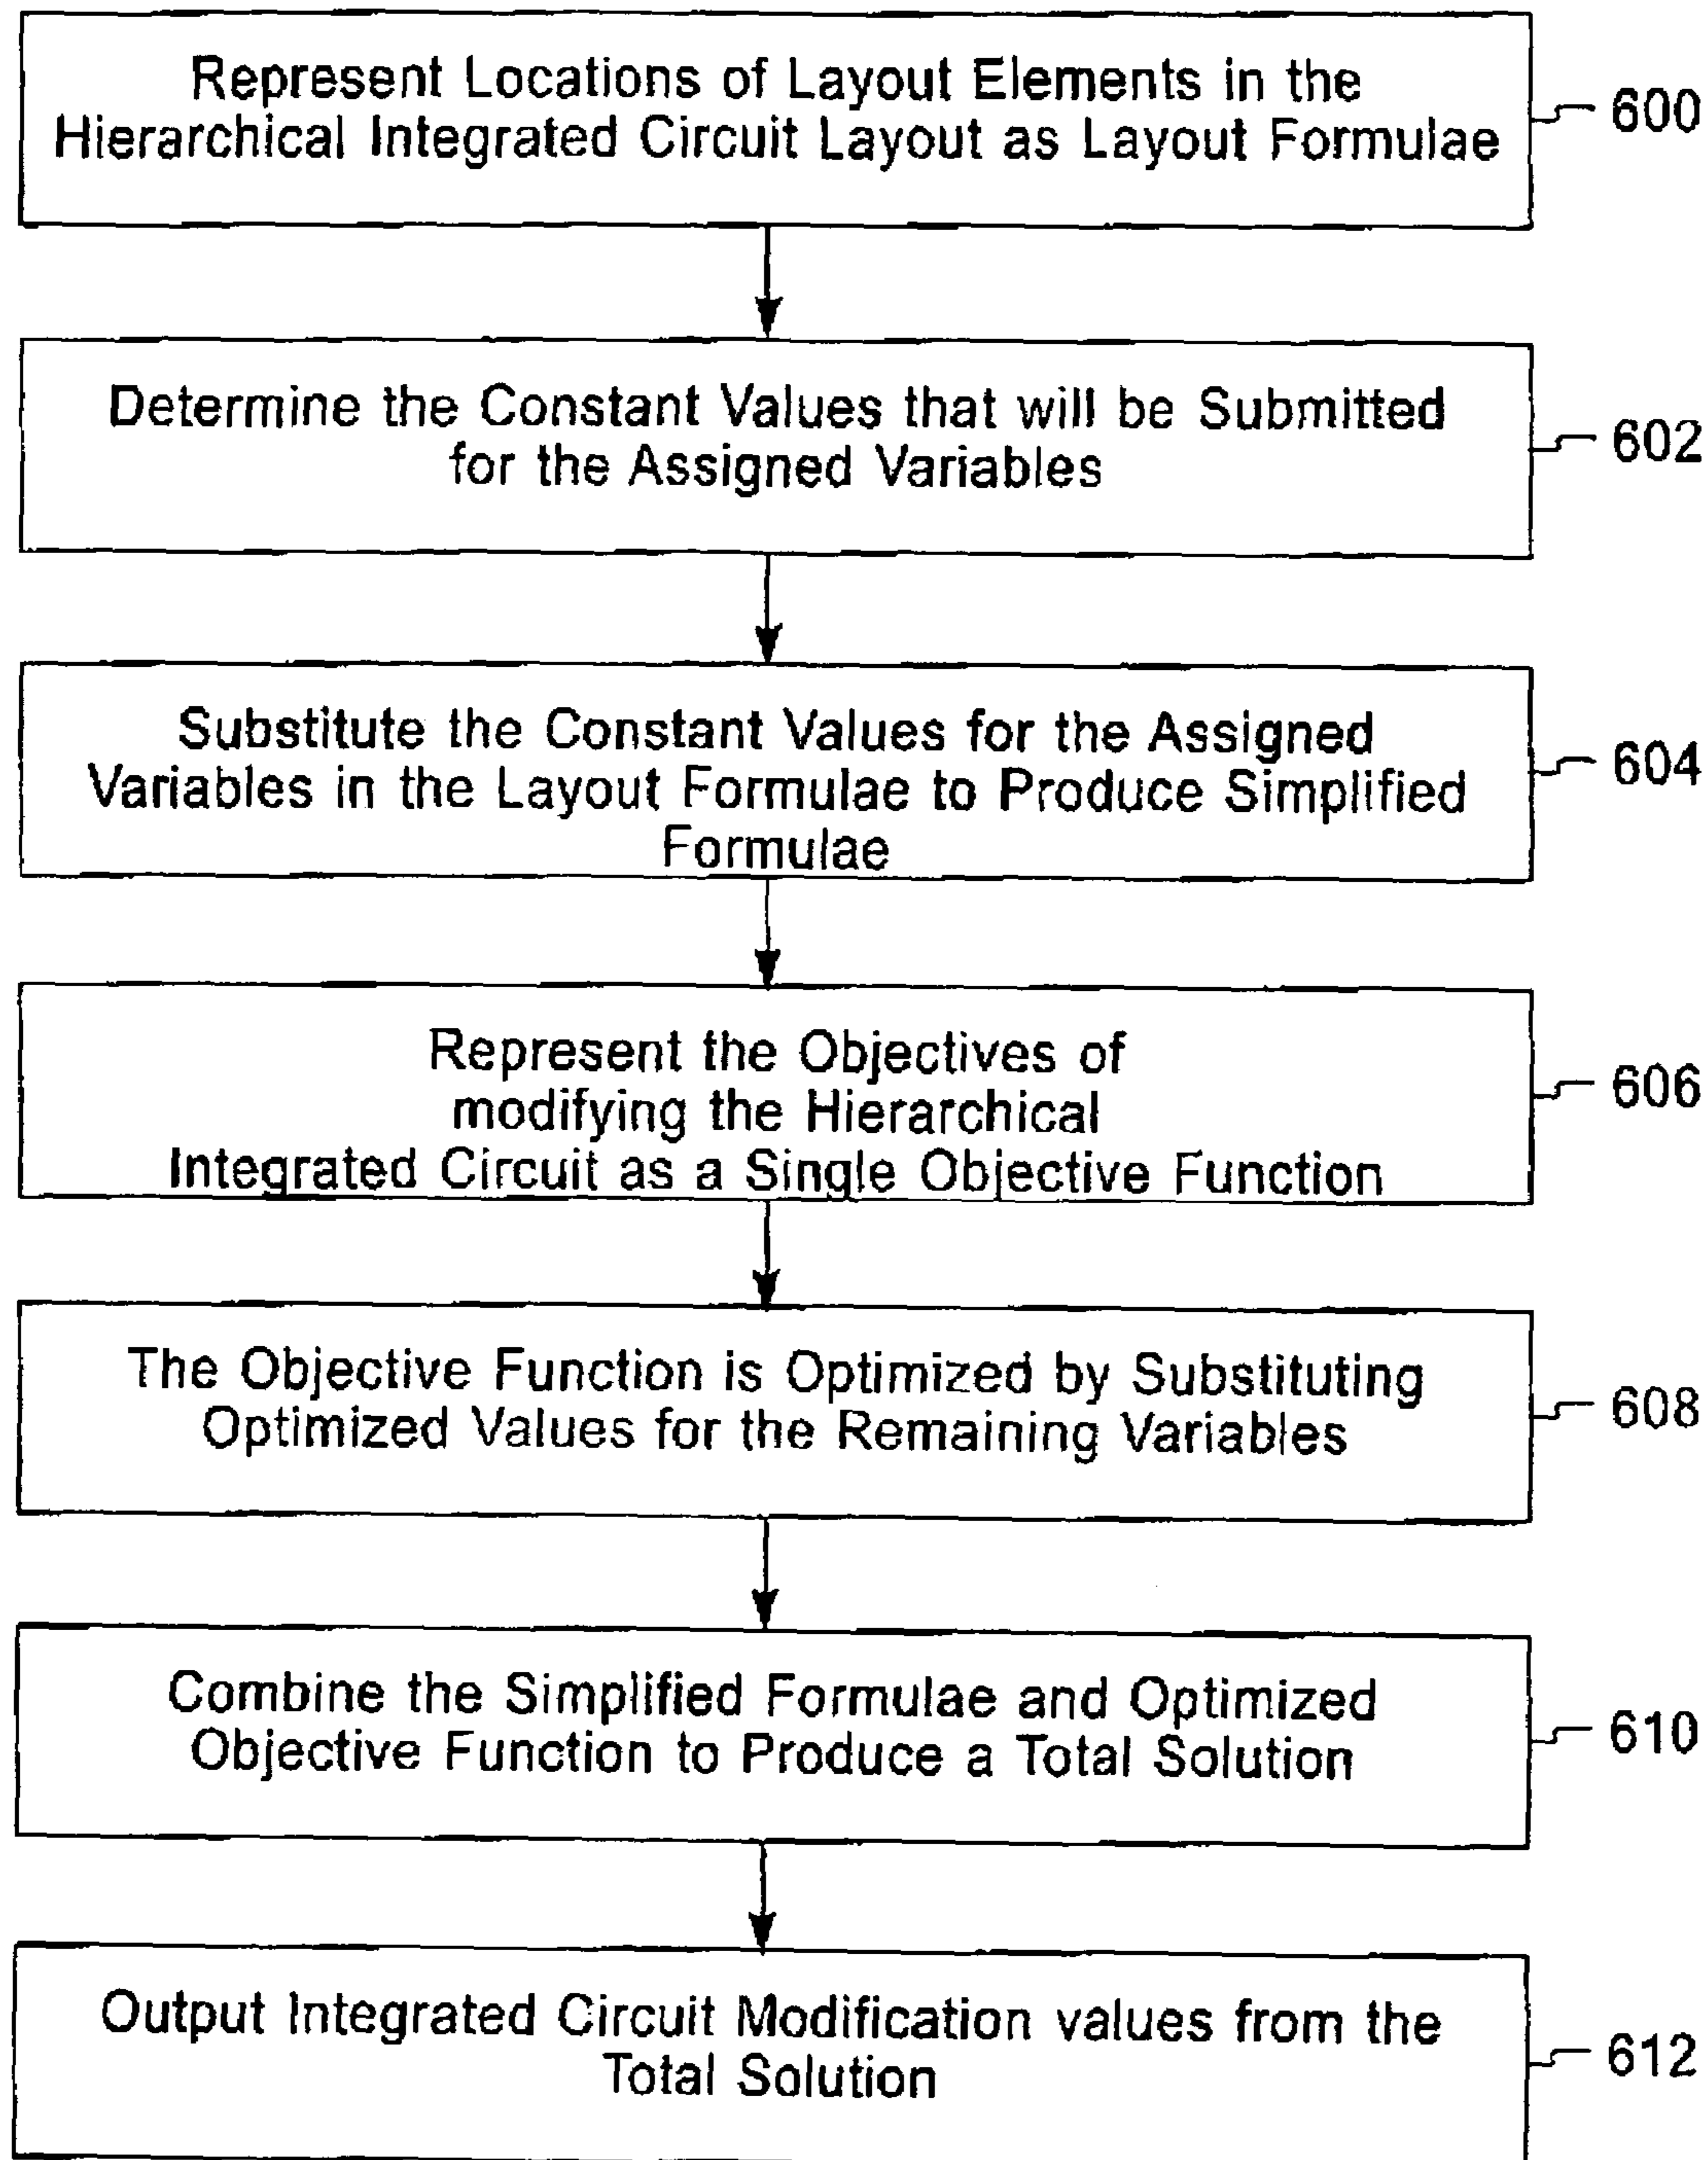 Represent Locations of Layout Elements in the
Hierarchical Integrated Circuit Layout as Layout Formulae
600
Determine the Constant Values that will be Submitted
for the Assigned Variables
602
Substitute the Constant Values for the Assigned
Variables in the Layout Formulae to Produce Simplified
Formulae
604
Represent the Objectives of
modifying the Hierarchical
Integrated Circuit as a Single Objective Function
606
The Objective Function is Optimized by Substituting
Optimized Values for the Remaining Variables
608
Combine the Simplified Formulae and Optimized
Objective Function to Produce a Total Solution
610
Output Integrated Circuit Modification values from the
Total Solution
612